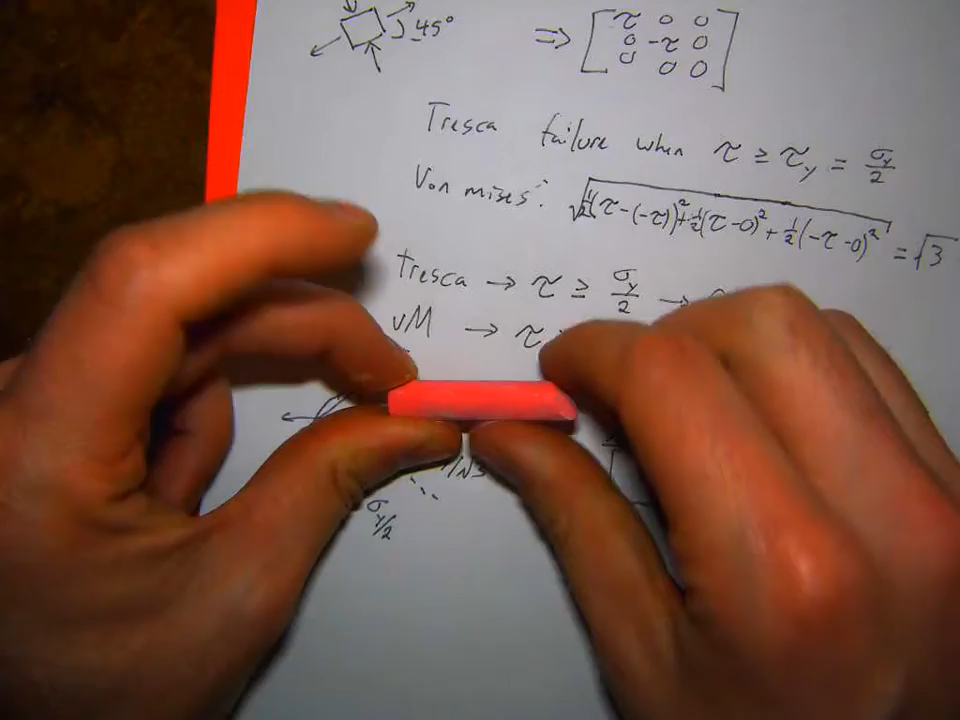 45°
⇒ [τ 0 0
0 -τ 0
0 0 0]
Tresca failure when τ ≥ τy = σy/2
Von mises: √(½(τ-(-τ))² + ½(τ-0)² + ½(-τ-0)²) = √3
Tresca → τ ≥ σy/2 →
vM → τ
/√3
σy/2